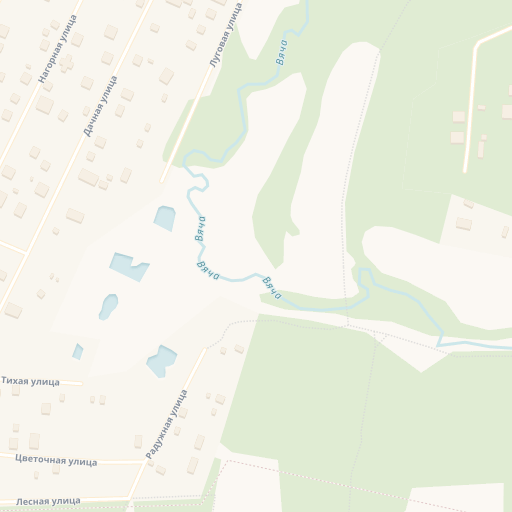 Нагорная улица
Дачная улица
Луговая улица
Вяча
Вяча
Вяча
Вяча
Тихая улица
Радужная улица
Цветочная улица
Лесная улица